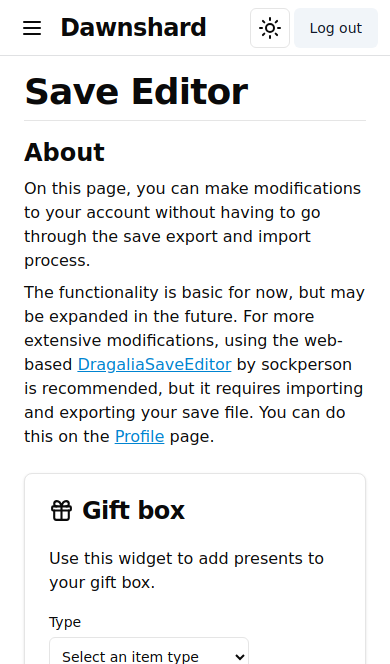 Dawnshard
Log out
Save Editor
About
On this page, you can make modifications
to your account without having to go
through the save export and import
process.
The functionality is basic for now, but may
be expanded in the future. For more
extensive modifications, using the web-
based DragaliaSaveEditor by sockperson
is recommended, but it requires importing
and exporting your save file. You can do
this on the Profile page.
Gift box
Use this widget to add presents to
your gift box.
Type
Select an item type